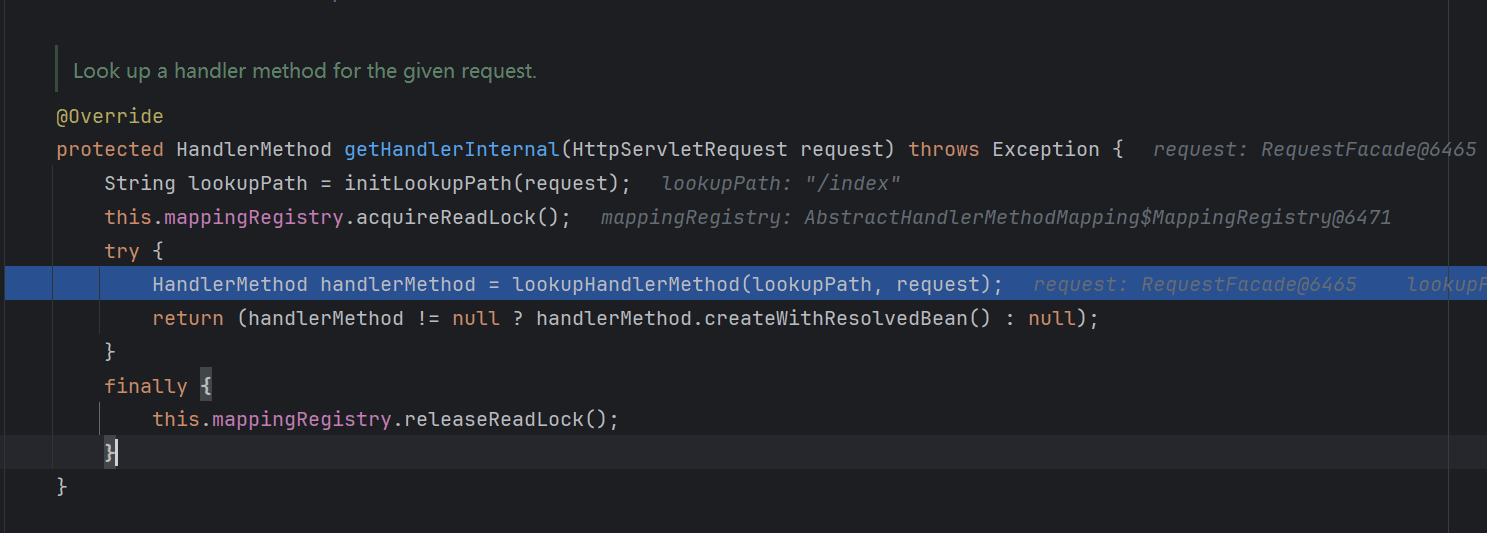 Look up a handler method for the given request.
@Override
protected HandlerMethod getHandlerInternal(HttpServletRequest request) throws Exception {   request: RequestFacade@6465
    String lookupPath = initLookupPath(request);   lookupPath: "/index"
    this.mappingRegistry.acquireReadLock();   mappingRegistry: AbstractHandlerMethodMapping$MappingRegistry@6471
    try {
        HandlerMethod handlerMethod = lookupHandlerMethod(lookupPath, request);   request: RequestFacade@6465
        return (handlerMethod != null ? handlerMethod.createWithResolvedBean() : null);
    }
    finally {
        this.mappingRegistry.releaseReadLock();
    }
}